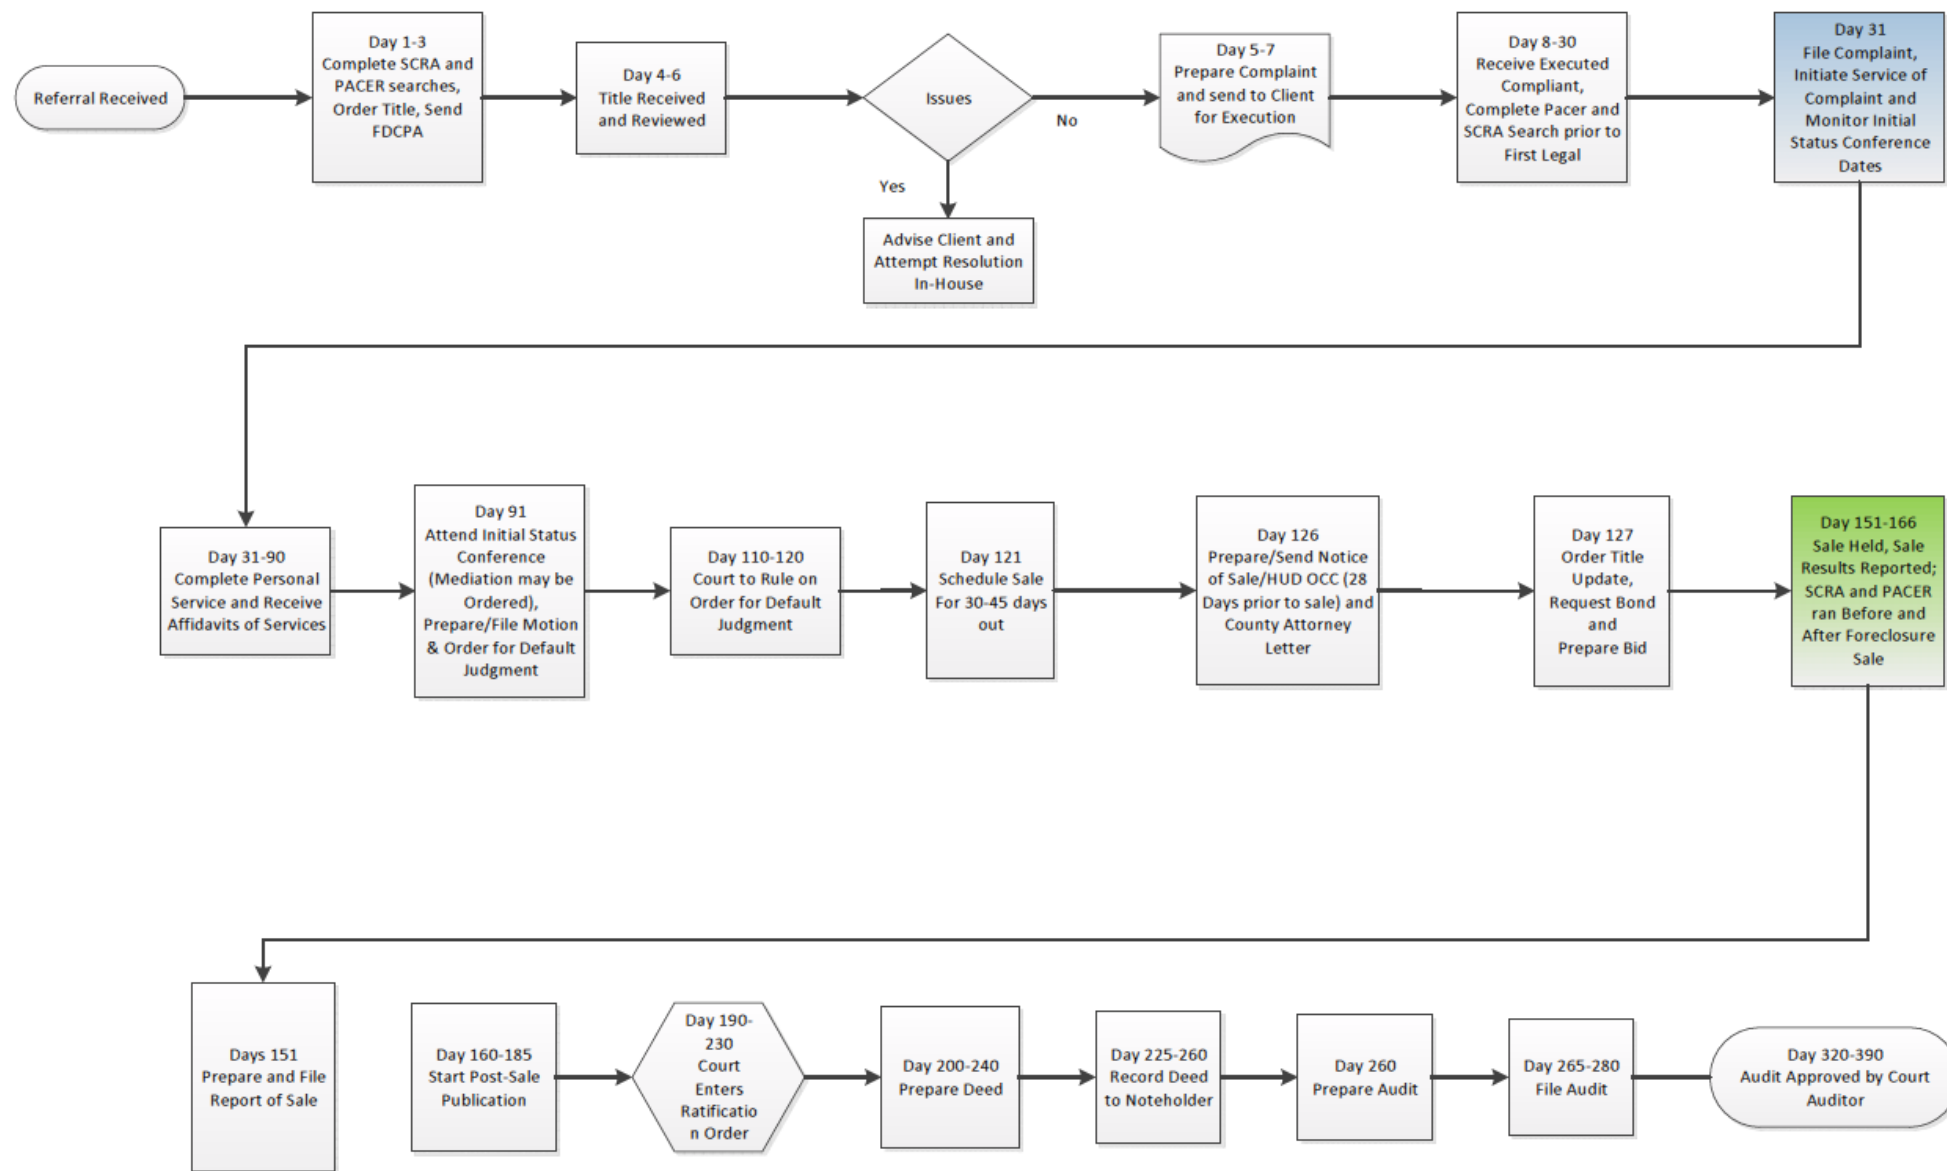 Referral Received
Day 1-3
Complete SCRA and
PACER searches,
Order Title, Send
FDCPA
Day 4-6
Title Received
and Reviewed
Issues
No
Yes
Advise Client and
Attempt Resolution
In-House
Day 5-7
Prepare Complaint
and send to Client
for Execution
Day 8-30
Receive Executed
Compliant,
Complete Pacer and
SCRA Search prior to
First Legal
Day 31
File Complaint,
Initiate Service of
Complaint and
Monitor Initial
Status Conference
Dates
Day 31-90
Complete Personal
Service and Receive
Affidavits of Services
Day 91
Attend Initial Status
Conference
(Mediation may be
Ordered),
Prepare/File Motion
& Order for Default
Judgment
Day 110-120
Court to Rule on
Order for Default
Judgment
Day 121
Schedule Sale
For 30-45 days
out
Day 126
Prepare/Send Notice
of Sale/HUD OCC (28
Days prior to sale) and
County Attorney
Letter
Day 127
Order Title
Update,
Request Bond
and
Prepare Bid
Day 151-166
Sale Held, Sale
Results Reported;
SCRA and PACER
ran Before and
After Foreclosure
Sale
Days 151
Prepare and File
Report of Sale
Day 160-185
Start Post-Sale
Publication
Day 190-
230
Court
Enters
Ratificatio
n Order
Day 200-240
Prepare Deed
Day 225-260
Record Deed
to Noteholder
Day 260
Prepare Audit
Day 265-280
File Audit
Day 320-390
Audit Approved by Court
Auditor